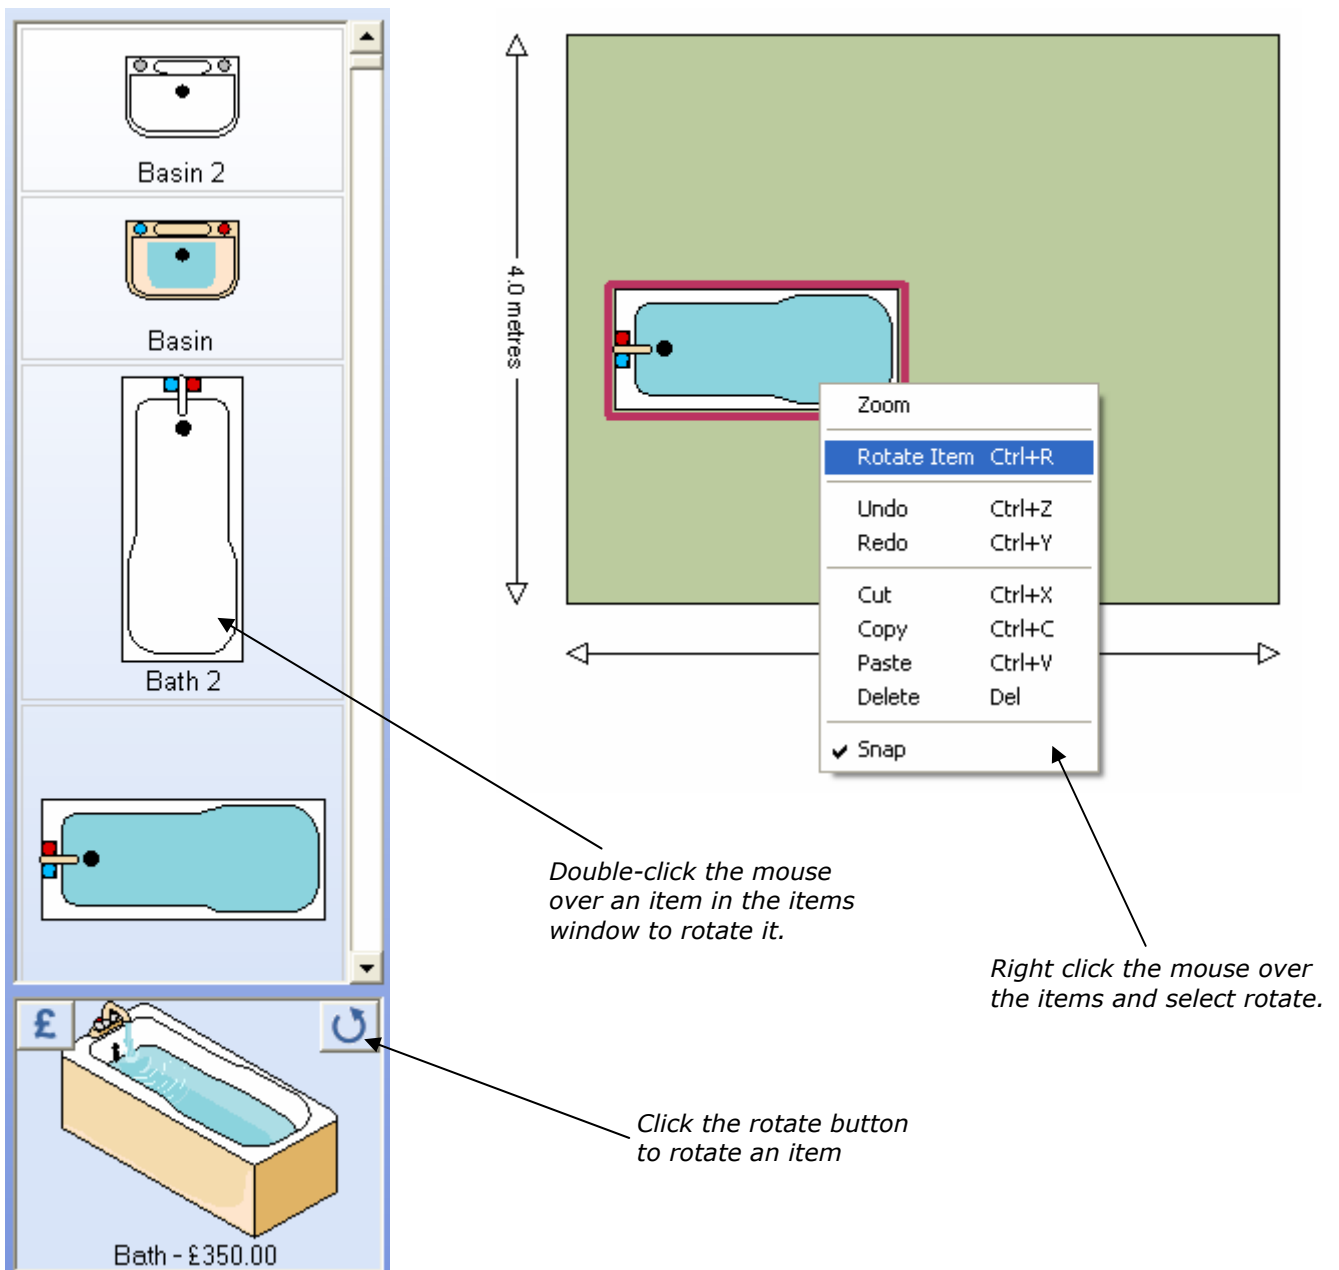 Basin 2
Basin
Bath 2
£
Bath - £350.00
4.0 metres
Zoom
Rotate Item Ctrl+R
Undo Ctrl+Z
Redo Ctrl+Y
Cut Ctrl+X
Copy Ctrl+C
Paste Ctrl+V
Delete Del
Snap
Double-click the mouse
over an item in the items
window to rotate it.
Right click the mouse over
the items and select rotate.
Click the rotate button
to rotate an item